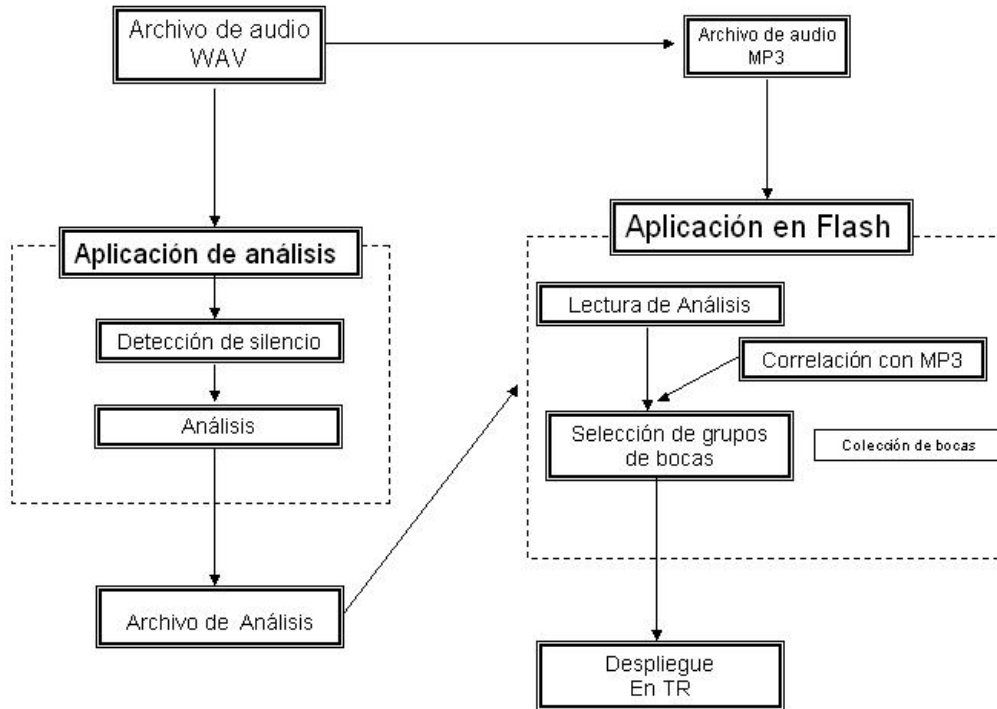 Archivo de audio
WAV
Archivo de audio
MP3
Aplicación de análisis
Detección de silencio
Análisis
Archivo de Análisis
Aplicación en Flash
Lectura de Análisis
Correlación con MP3
Selección de grupos
de bocas
Colección de bocas
Despliegue
En TR